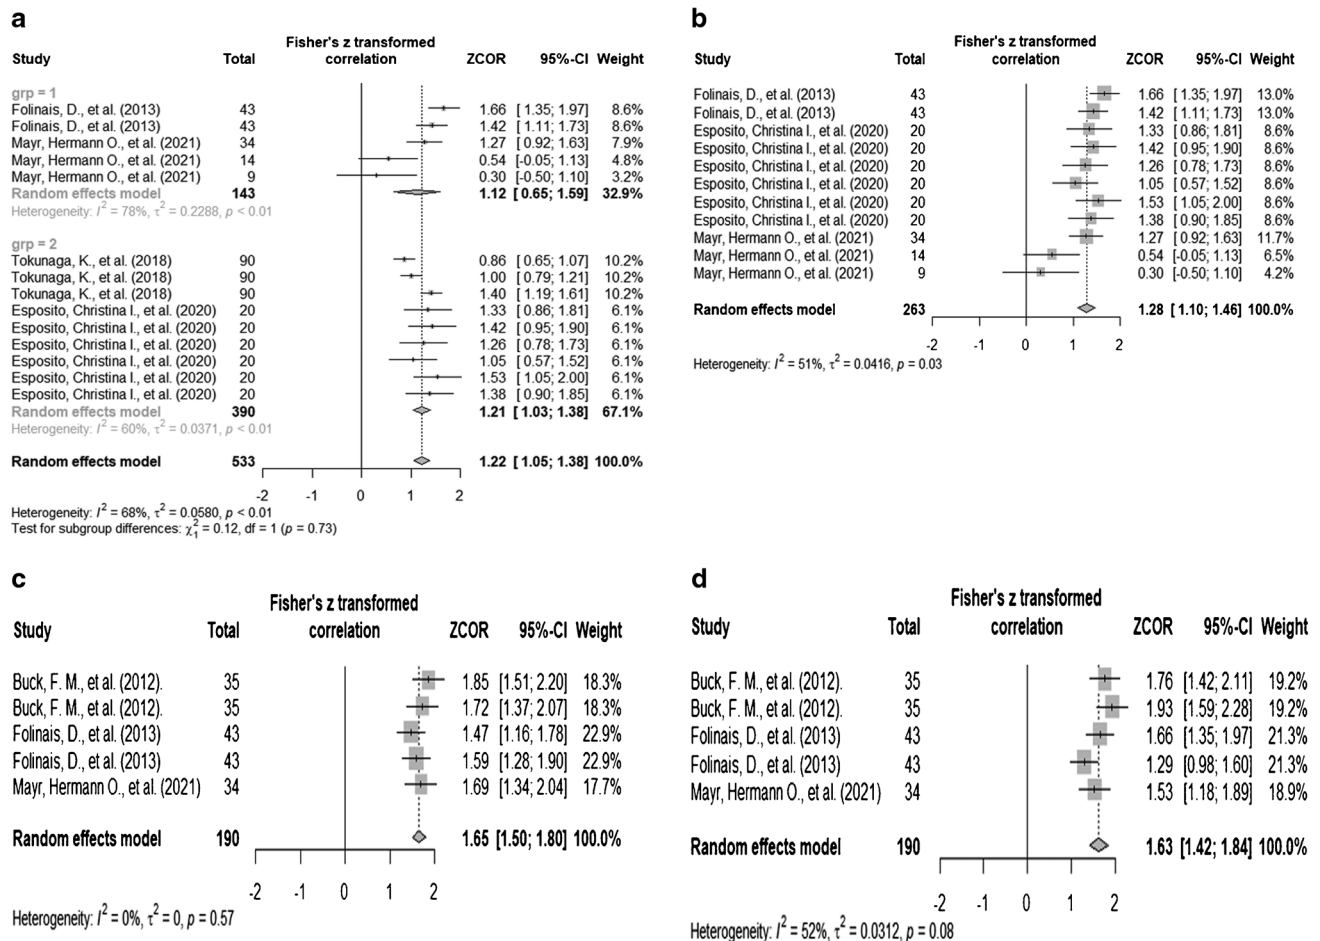 a
Fisher's z transformed
Study Total correlation ZCOR 95%-CI Weight
grp = 1
Folinais, D., et al. (2013) 43 1.66 [ 1.35; 1.97] 8.6%
Folinais, D., et al. (2013) 43 1.42 [ 1.11; 1.73] 8.6%
Mayr, Hermann O., et al. (2021) 34 1.27 [ 0.92; 1.63] 7.9%
Mayr, Hermann O., et al. (2021) 14 0.54 [-0.05; 1.13] 4.8%
Mayr, Hermann O., et al. (2021) 9 0.30 [-0.50; 1.10] 3.2%
Random effects model 143 1.12 [ 0.65; 1.59] 32.9%
Heterogeneity: I² = 78%, τ² = 0.2288, p < 0.01
grp = 2
Tokunaga, K., et al. (2018) 90 0.86 [ 0.65; 1.07] 10.2%
Tokunaga, K., et al. (2018) 90 1.00 [ 0.79; 1.21] 10.2%
Tokunaga, K., et al. (2018) 90 1.40 [ 1.19; 1.61] 10.2%
Esposito, Christina I., et al. (2020) 20 1.33 [ 0.86; 1.81] 6.1%
Esposito, Christina I., et al. (2020) 20 1.42 [ 0.95; 1.90] 6.1%
Esposito, Christina I., et al. (2020) 20 1.26 [ 0.78; 1.73] 6.1%
Esposito, Christina I., et al. (2020) 20 1.05 [ 0.57; 1.52] 6.1%
Esposito, Christina I., et al. (2020) 20 1.53 [ 1.05; 2.00] 6.1%
Esposito, Christina I., et al. (2020) 20 1.38 [ 0.90; 1.85] 6.1%
Random effects model 390 1.21 [ 1.03; 1.38] 67.1%
Heterogeneity: I² = 60%, τ² = 0.0371, p < 0.01
Random effects model 533 1.22 [ 1.05; 1.38] 100.0%
-2 -1 0 1 2
Heterogeneity: I² = 68%, τ² = 0.0580, p < 0.01
Test for subgroup differences: χ₁² = 0.12, df = 1 (p = 0.73)
b
Fisher's z transformed
Study Total correlation ZCOR 95%-CI Weight
Folinais, D., et al. (2013) 43 1.66 [ 1.35; 1.97] 13.0%
Folinais, D., et al. (2013) 43 1.42 [ 1.11; 1.73] 13.0%
Esposito, Christina I., et al. (2020) 20 1.33 [ 0.86; 1.81] 8.6%
Esposito, Christina I., et al. (2020) 20 1.42 [ 0.95; 1.90] 8.6%
Esposito, Christina I., et al. (2020) 20 1.26 [ 0.78; 1.73] 8.6%
Esposito, Christina I., et al. (2020) 20 1.05 [ 0.57; 1.52] 8.6%
Esposito, Christina I., et al. (2020) 20 1.53 [ 1.05; 2.00] 8.6%
Esposito, Christina I., et al. (2020) 20 1.38 [ 0.90; 1.85] 8.6%
Mayr, Hermann O., et al. (2021) 34 1.27 [ 0.92; 1.63] 11.7%
Mayr, Hermann O., et al. (2021) 14 0.54 [-0.05; 1.13] 6.5%
Mayr, Hermann O., et al. (2021) 9 0.30 [-0.50; 1.10] 4.2%
Random effects model 263 1.28 [ 1.10; 1.46] 100.0%
-2 -1 0 1 2
Heterogeneity: I² = 51%, τ² = 0.0416, p = 0.03
c
Fisher's z transformed
Study Total correlation ZCOR 95%-CI Weight
Buck, F. M., et al. (2012). 35 1.85 [1.51; 2.20] 18.3%
Buck, F. M., et al. (2012). 35 1.72 [1.37; 2.07] 18.3%
Folinais, D., et al. (2013) 43 1.47 [1.16; 1.78] 22.9%
Folinais, D., et al. (2013) 43 1.59 [1.28; 1.90] 22.9%
Mayr, Hermann O., et al. (2021) 34 1.69 [1.34; 2.04] 17.7%
Random effects model 190 1.65 [1.50; 1.80] 100.0%
-2 -1 0 1 2
Heterogeneity: I² = 0%, τ² = 0, p = 0.57
d
Fisher's z transformed
Study Total correlation ZCOR 95%-CI Weight
Buck, F. M., et al. (2012). 35 1.76 [1.42; 2.11] 19.2%
Buck, F. M., et al. (2012). 35 1.93 [1.59; 2.28] 19.2%
Folinais, D., et al. (2013) 43 1.66 [1.35; 1.97] 21.3%
Folinais, D., et al. (2013) 43 1.29 [0.98; 1.60] 21.3%
Mayr, Hermann O., et al. (2021) 34 1.53 [1.18; 1.89] 18.9%
Random effects model 190 1.63 [1.42; 1.84] 100.0%
-2 -1 0 1 2
Heterogeneity: I² = 52%, τ² = 0.0312, p = 0.08